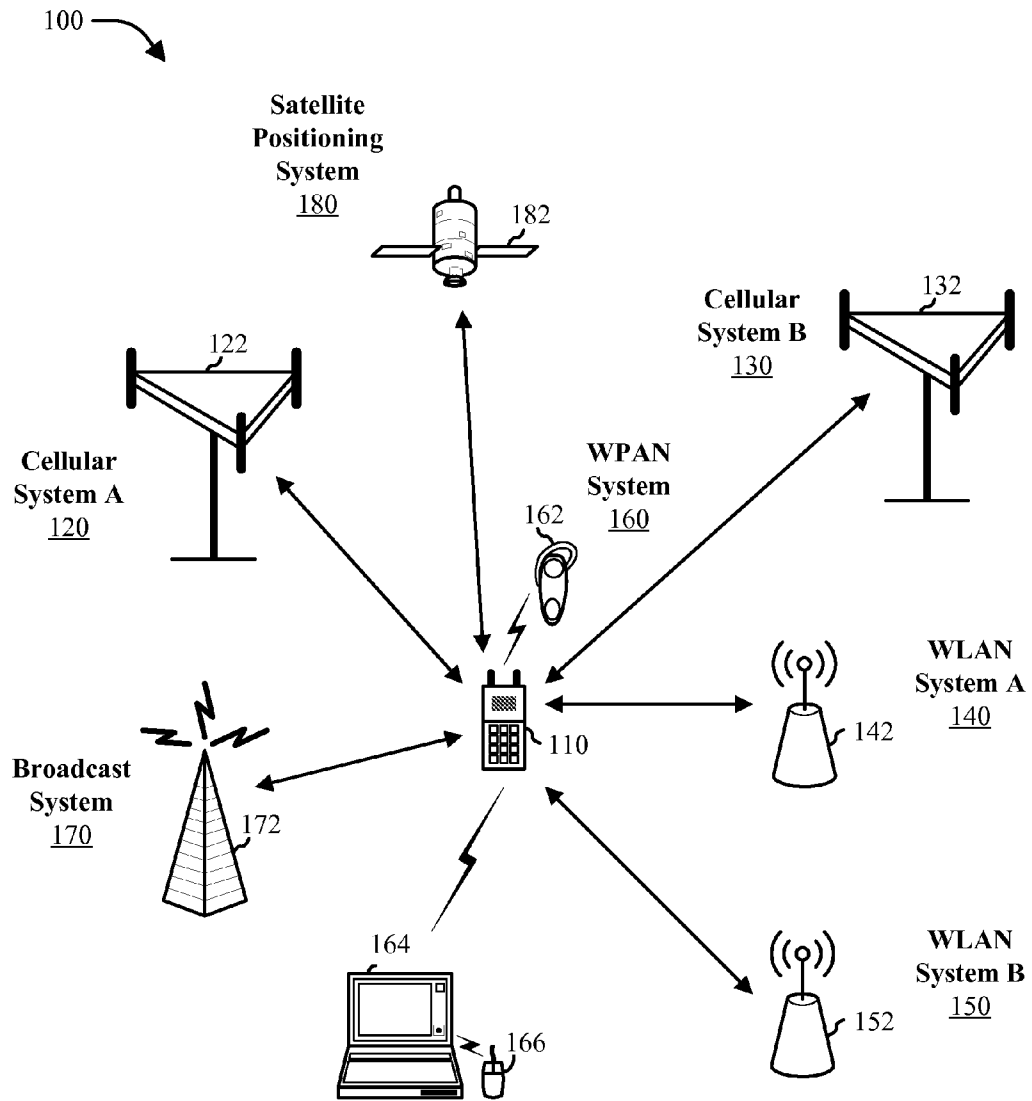 100
Satellite
Positioning
System
180
182
Cellular
System B
130
132
122
Cellular
System A
120
WPAN
System
160
162
WLAN
System A
140
142
110
Broadcast
System
170
172
164
166
WLAN
System B
150
152